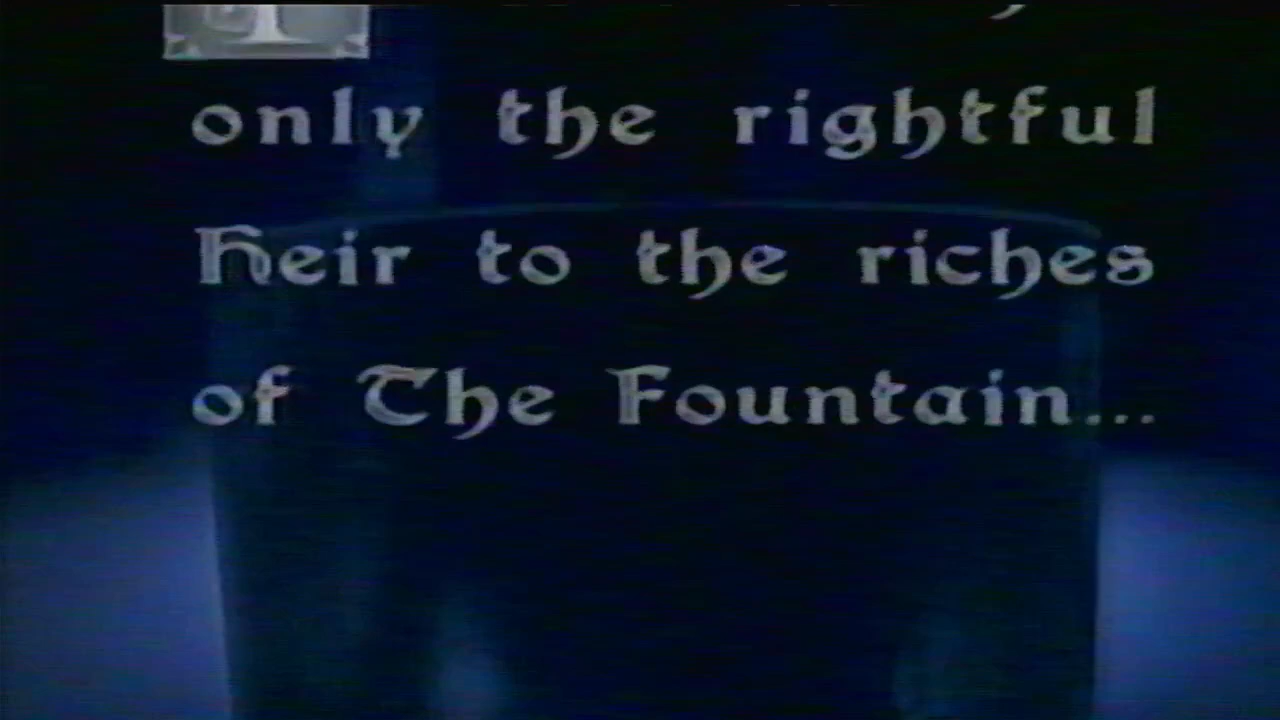 only the rightful
Heir to the riches
of The Fountain...